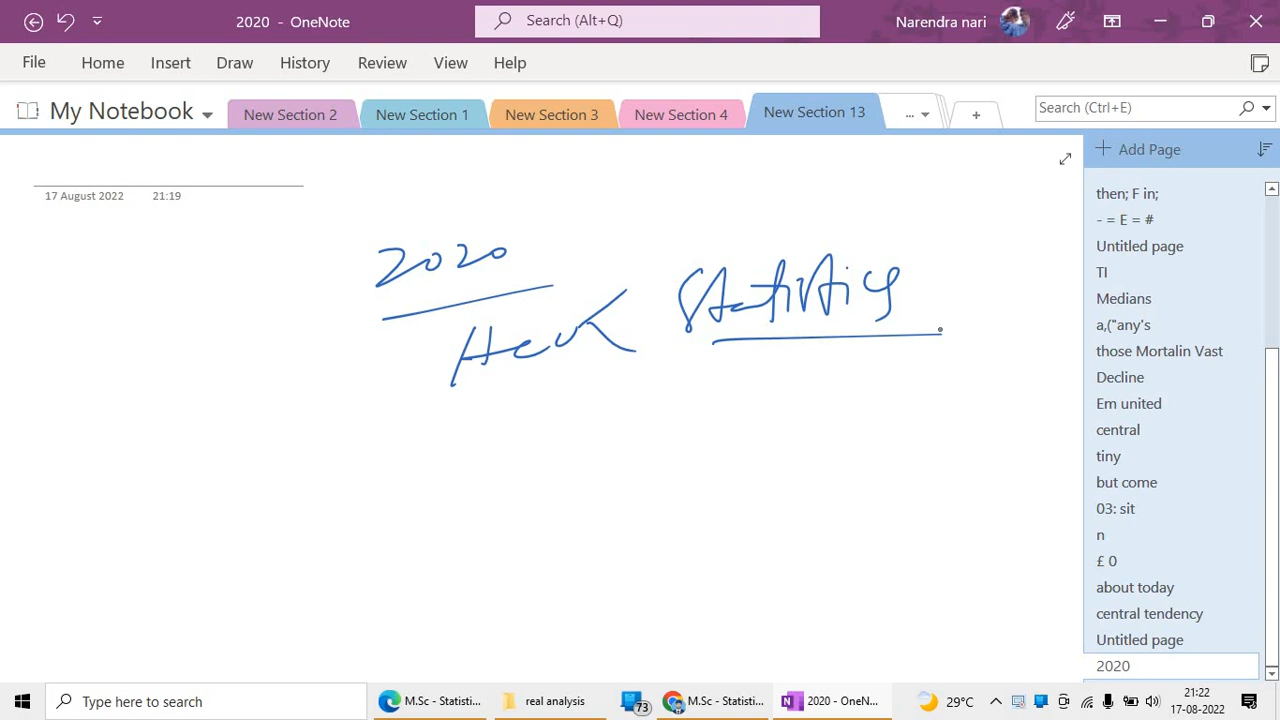 2020 - OneNote
Search (Alt+Q)
Narendra nari
File Home Insert Draw History Review View Help
My Notebook
New Section 2 New Section 1 New Section 3 New Section 4 New Section 13 ... +
Search (Ctrl+E)
17 August 2022 21:19
2020
Statistics
Add Page
then; F in;
- = E = #
Untitled page
TI
Medians
a,("any's
those Mortalin Vast
Decline
Em united
central
tiny
but come
03: sit
n
£ 0
about today
central tendency
Untitled page
2020
Type here to search
M.Sc - Statisti...
real analysis
73
M.Sc - Statisti...
2020 - OneN...
29°C
21:22
17-08-2022